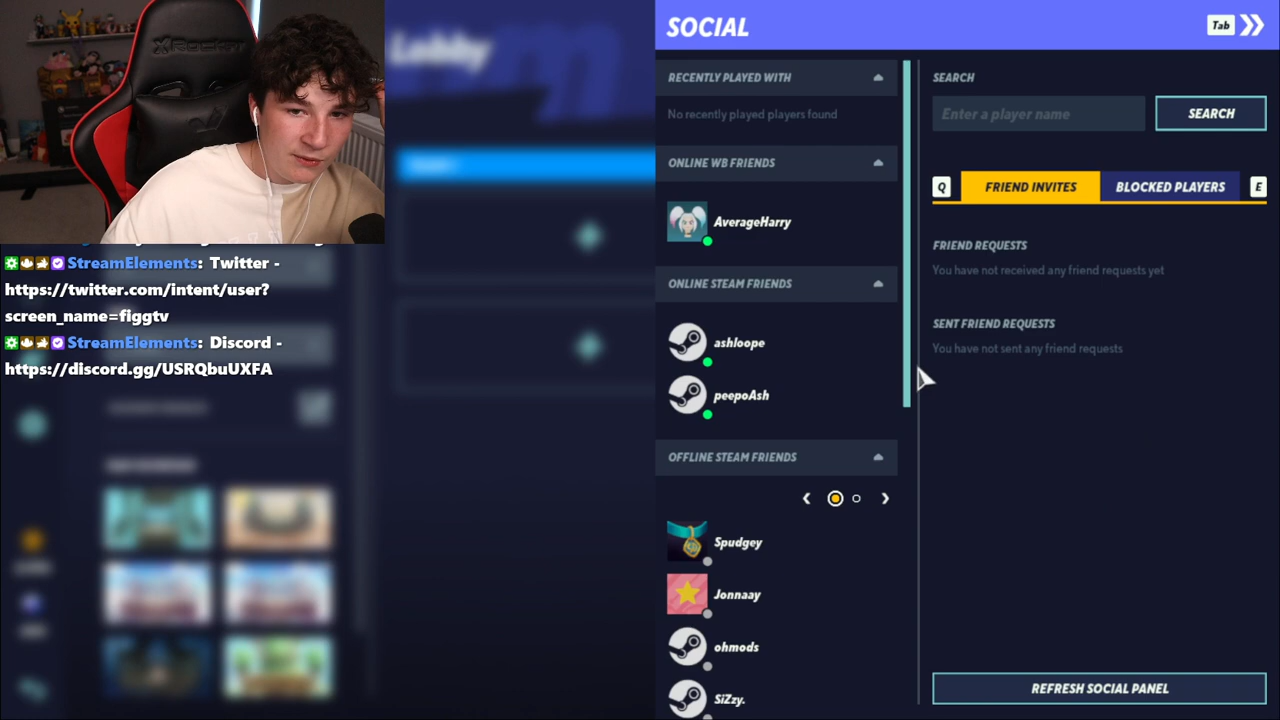 Lobby
StreamElements: Twitter -
https://twitter.com/intent/user?
screen_name=figgtv
StreamElements: Discord -
https://discord.gg/USRQbuUXFA
SOCIAL
Tab
RECENTLY PLAYED WITH
No recently played players found
ONLINE WB FRIENDS
AverageHarry
ONLINE STEAM FRIENDS
ashloope
peepoAsh
OFFLINE STEAM FRIENDS
Spudgey
Jonnaay
ohmods
SiZzy.
SEARCH
Enter a player name
SEARCH
Q
FRIEND INVITES
BLOCKED PLAYERS
E
FRIEND REQUESTS
You have not received any friend requests yet
SENT FRIEND REQUESTS
You have not sent any friend requests
REFRESH SOCIAL PANEL